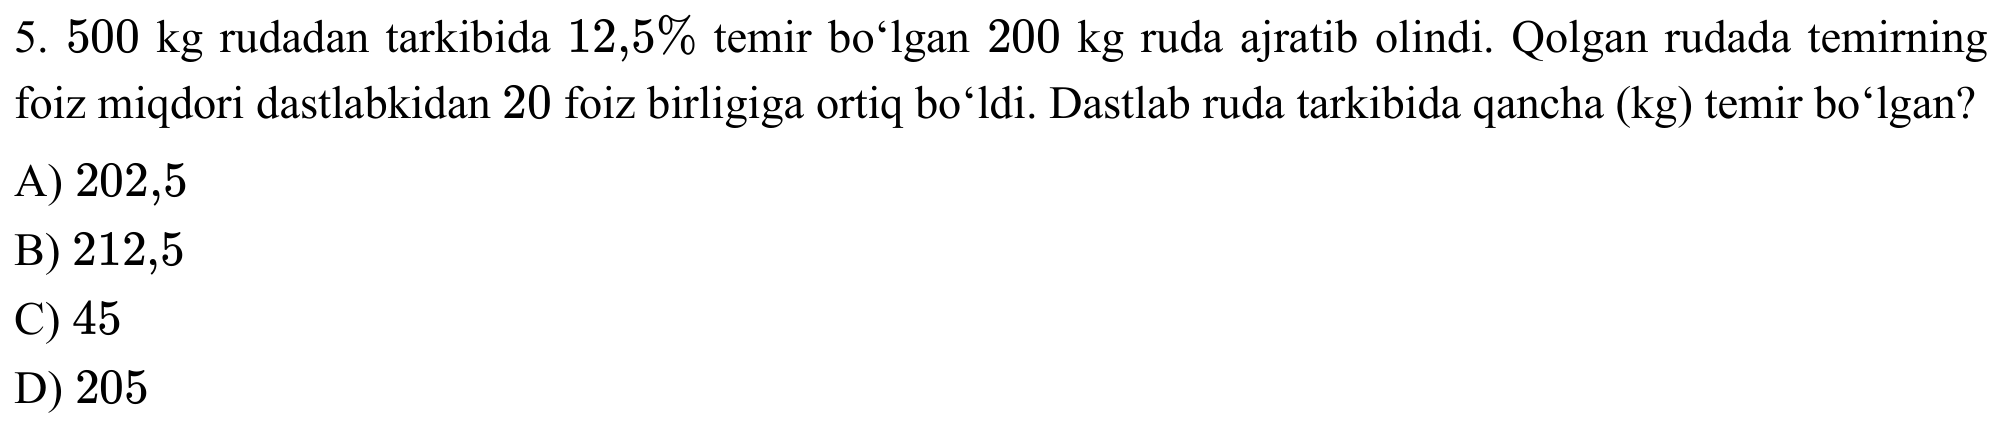 5. 500 kg rudadan tarkibida 12,5% temir bo‘lgan 200 kg ruda ajratib olindi. Qolgan rudada temirning
foiz miqdori dastlabkidan 20 foiz birligiga ortiq bo‘ldi. Dastlab ruda tarkibida qancha (kg) temir bo‘lgan?
A) 202,5
B) 212,5
C) 45
D) 205